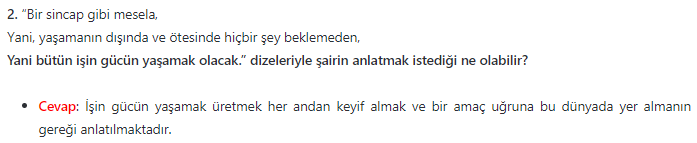 2. “Bir sincap gibi mesela,
Yani, yaşamanın dışında ve ötesinde hiçbir şey beklemeden,
Yani bütün işin gücün yaşamak olacak.” dizeleriyle şairin anlatmak istediği ne olabilir?
• Cevap: İşin gücün yaşamak üretmek her andan keyif almak ve bir amaç uğruna bu dünyada yer almanın
gereği anlatılmaktadır.